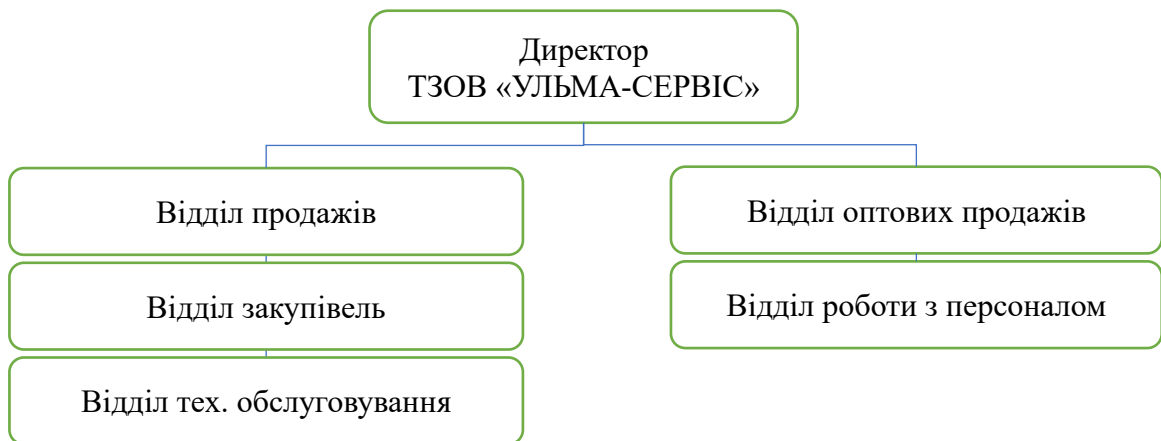 Директор
ТЗОВ «УЛЬМА-СЕРВІС»
Відділ продажів
Відділ оптових продажів
Відділ закупівель
Відділ роботи з персоналом
Відділ тех. обслуговування